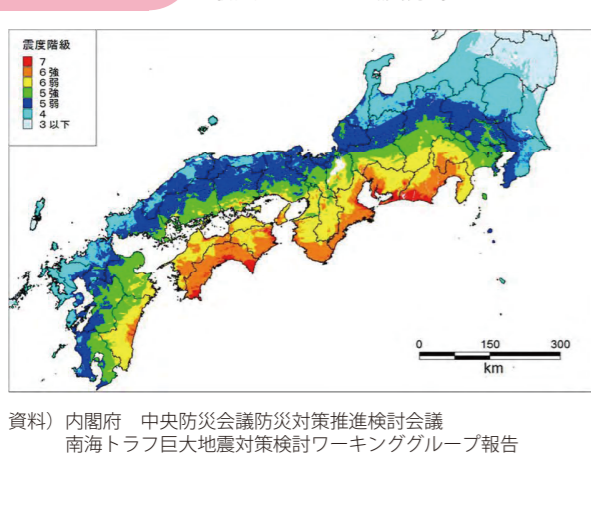 震度階級
7
6強
6弱
5強
5弱
4
3以下
0 150 300
km
資料）内閣府　中央防災会議防災対策推進検討会議
南海トラフ巨大地震対策検討ワーキンググループ報告